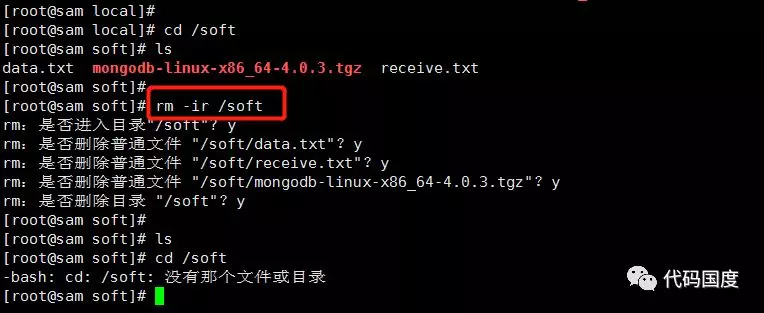 [root@sam local]#
[root@sam local]# cd /soft
[root@sam soft]# ls
data.txt  mongodb-linux-x86_64-4.0.3.tgz  receive.txt
[root@sam soft]#
[root@sam soft]# rm -ir /soft
rm：是否进入目录"/soft"? y
rm：是否删除普通文件 "/soft/data.txt"？y
rm：是否删除普通文件 "/soft/receive.txt"？y
rm：是否删除普通文件 "/soft/mongodb-linux-x86_64-4.0.3.tgz"？y
rm：是否删除目录 "/soft"？y
[root@sam soft]#
[root@sam soft]# ls
[root@sam soft]# cd /soft
-bash: cd: /soft: 没有那个文件或目录
[root@sam soft]#
代码国度